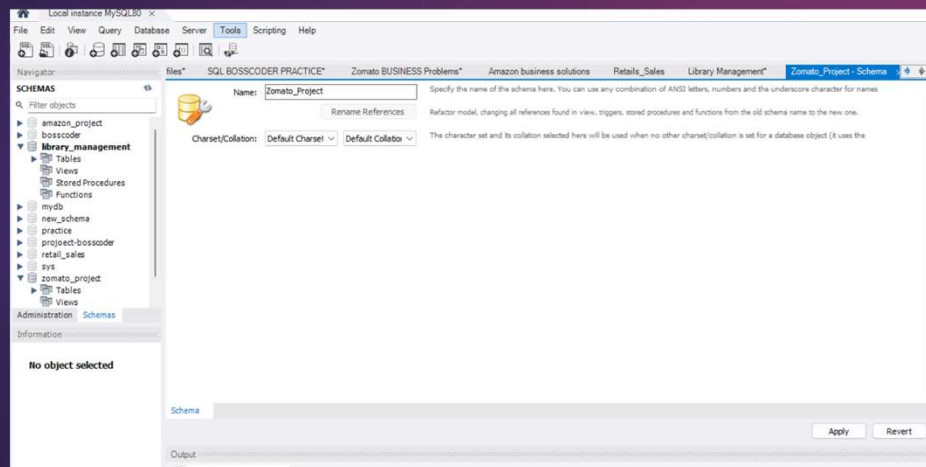 Local instance MySQL80 ×
File Edit View Query Database Server Tools Scripting Help
Navigator
files* SQL BOSSCODER PRACTICE* Zomato BUSINESS Problems* Amazon business solutions Retails_Sales Library Management* Zomato_Project - Schema
SCHEMAS
Filter objects
amazon_project
bosscoder
library_management
Tables
Views
Stored Procedures
Functions
mydb
new_schema
practice
projoect-bosscoder
retail_sales
sys
zomato_project
Tables
Views
Administration Schemas
Information
No object selected
Name: Zomato_Project
Specify the name of the schema here. You can use any combination of ANSI letters, numbers and the underscore character for names
Rename References
Refactor model, changing all references found in view, triggers, stored procedures and functions from the old schema name to the new one.
Charset/Collation: Default Charset Default Collation
The character set and its collation selected here will be used when no other charset/collation is set for a database object (it uses the
Schema
Apply Revert
Output